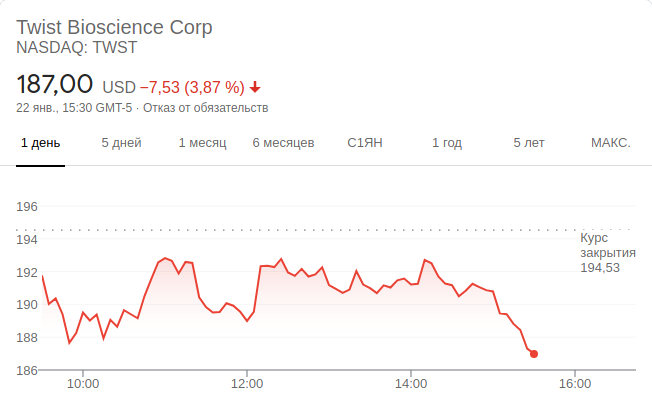 Twist Bioscience Corp
NASDAQ: TWST
187,00 USD −7,53 (3,87 %)
22 янв., 15:30 GMT-5 · Отказ от обязательств
1 день 5 дней 1 месяц 6 месяцев С1ЯН 1 год 5 лет МАКС.
196
194
192
190
188
186
Курс
закрытия
194,53
10:00 12:00 14:00 16:00